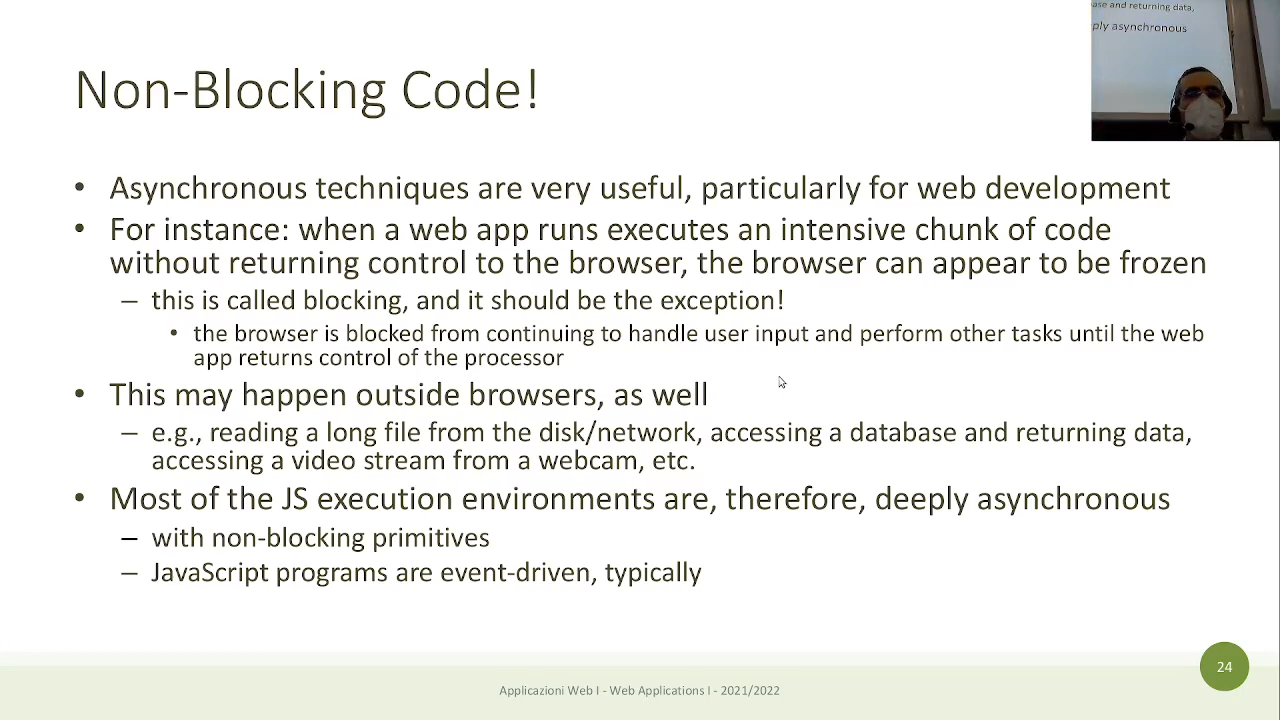 Non-Blocking Code!
• Asynchronous techniques are very useful, particularly for web development
• For instance: when a web app runs executes an intensive chunk of code
without returning control to the browser, the browser can appear to be frozen
– this is called blocking, and it should be the exception!
• the browser is blocked from continuing to handle user input and perform other tasks until the web
app returns control of the processor
• This may happen outside browsers, as well
– e.g., reading a long file from the disk/network, accessing a database and returning data,
accessing a video stream from a webcam, etc.
• Most of the JS execution environments are, therefore, deeply asynchronous
– with non-blocking primitives
– JavaScript programs are event-driven, typically
Applicazioni Web I - Web Applications I - 2021/2022
24
ase and returning data,
ply asynchronous